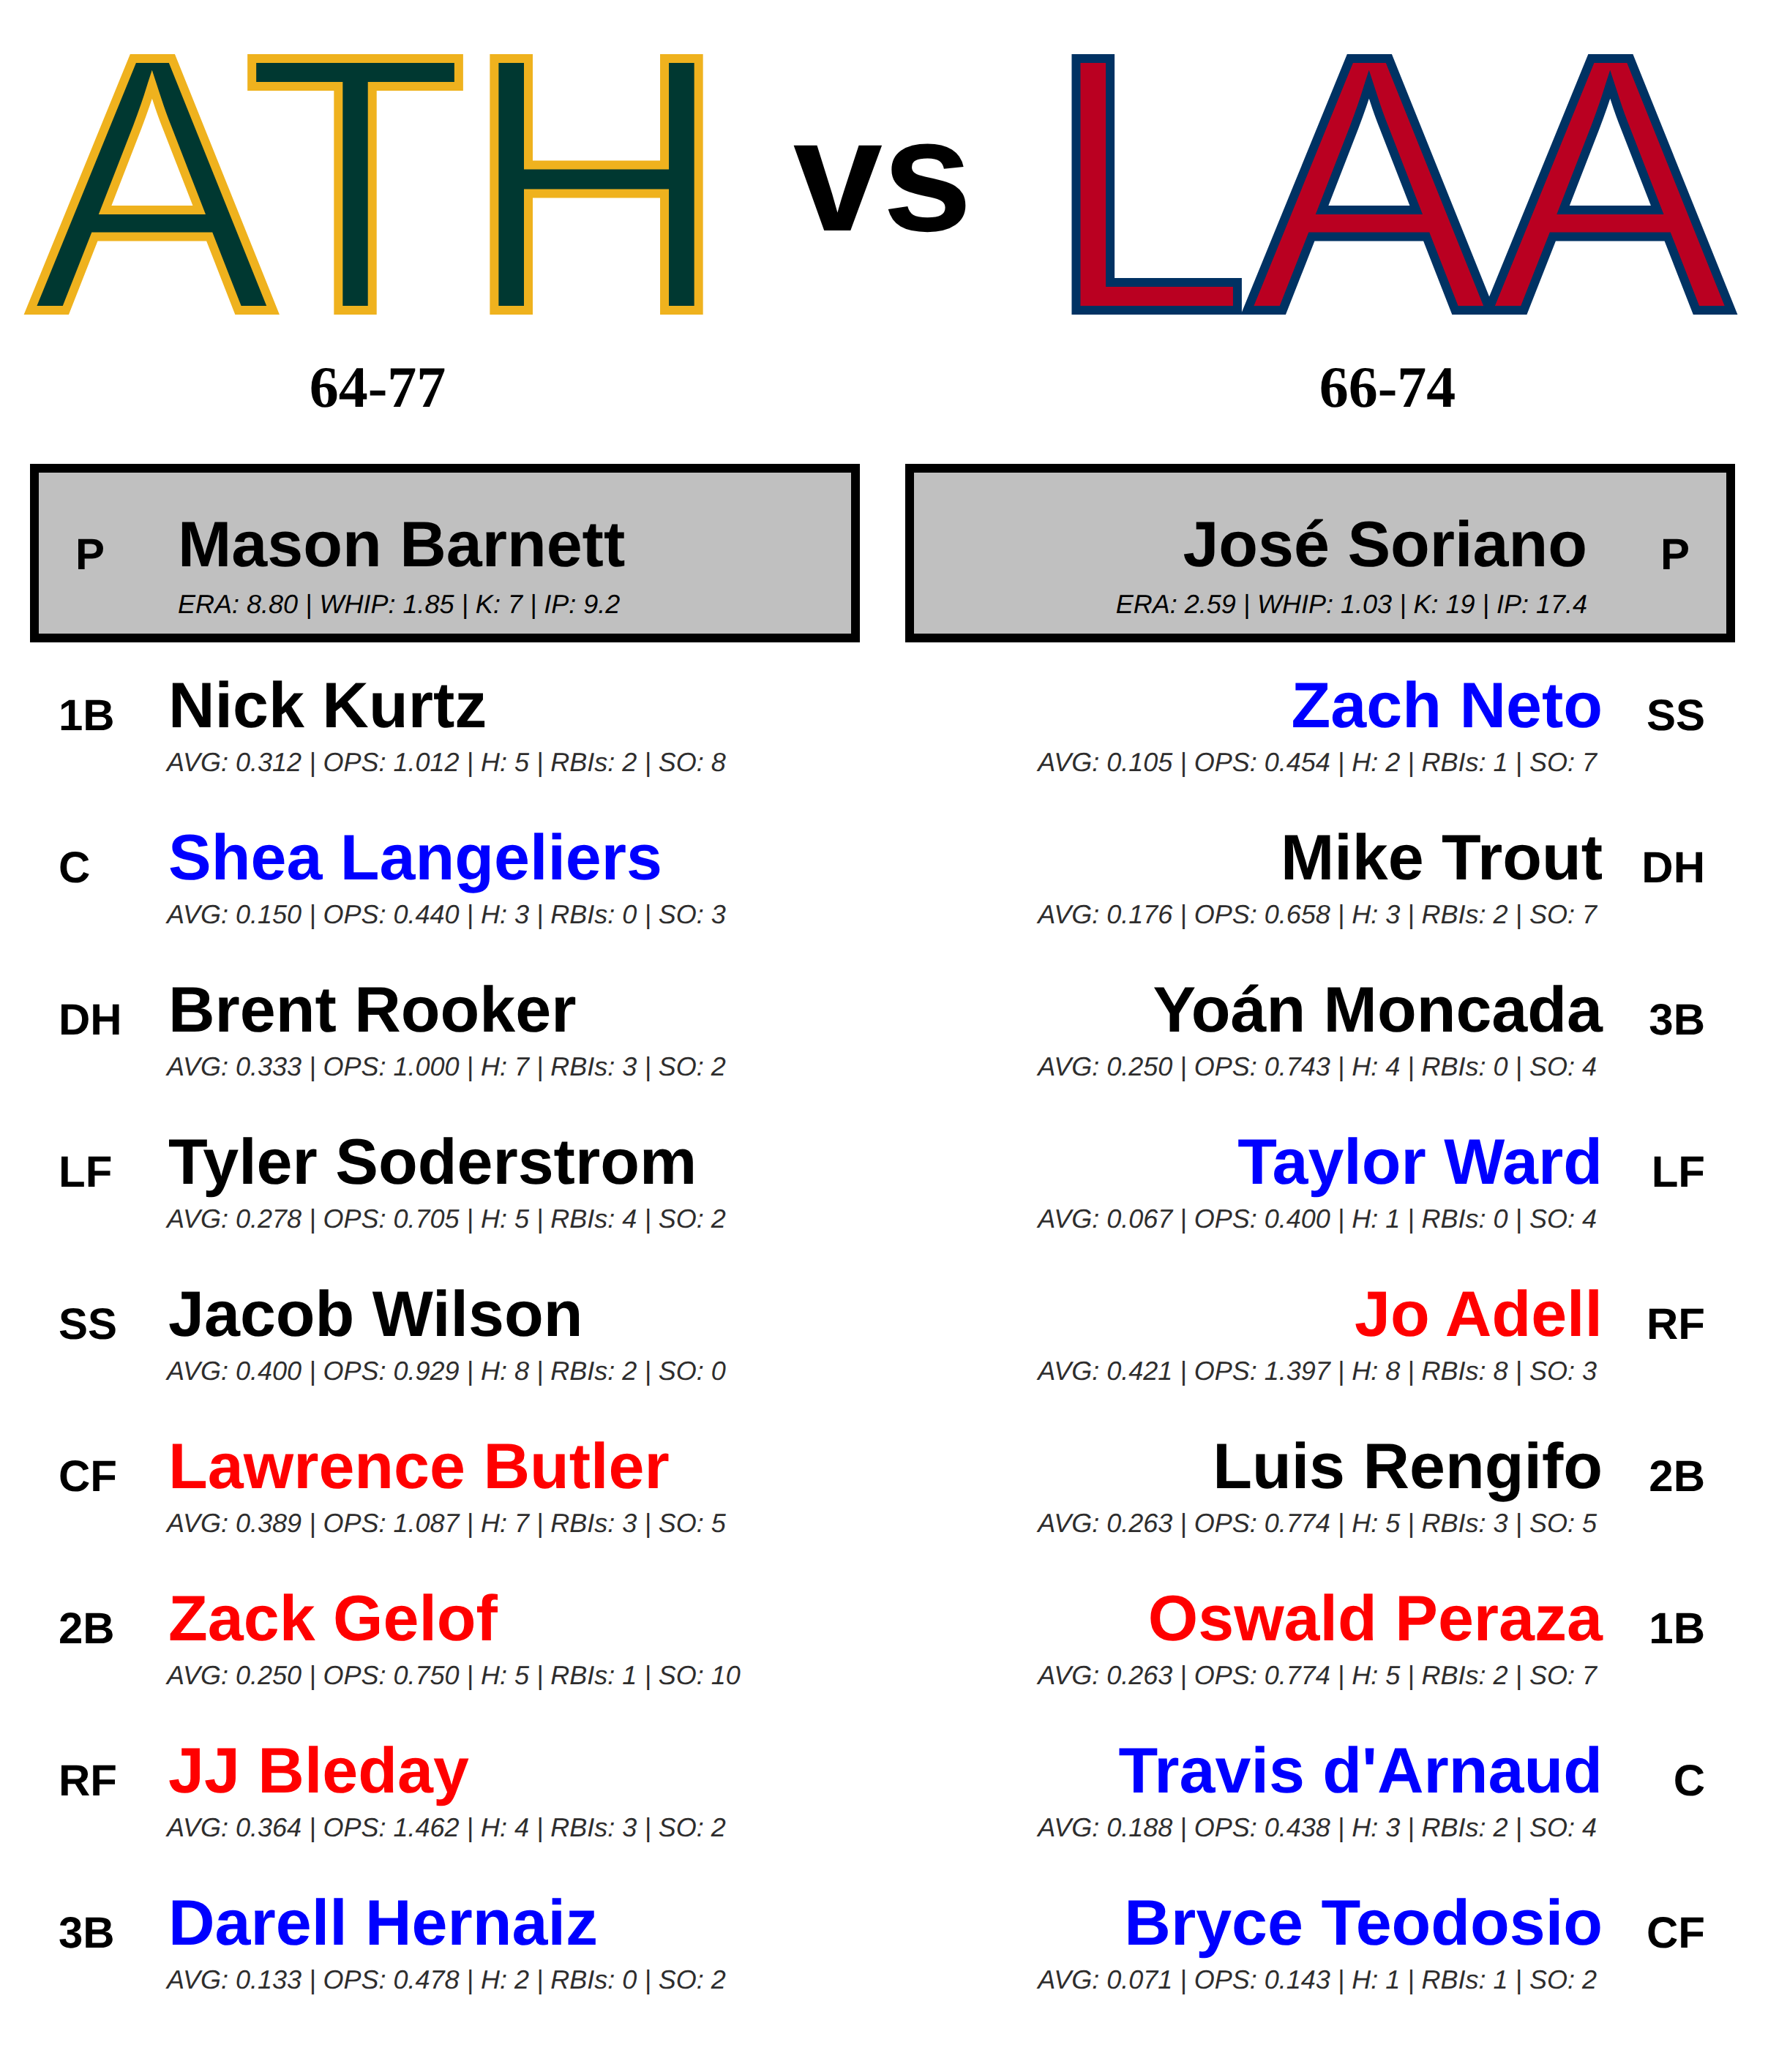 ATH vs LAA
64-77
66-74
P Mason Barnett
ERA: 8.80 | WHIP: 1.85 | K: 7 | IP: 9.2
José Soriano P
ERA: 2.59 | WHIP: 1.03 | K: 19 | IP: 17.4
1B Nick Kurtz
AVG: 0.312 | OPS: 1.012 | H: 5 | RBIs: 2 | SO: 8
C Shea Langeliers
AVG: 0.150 | OPS: 0.440 | H: 3 | RBIs: 0 | SO: 3
DH Brent Rooker
AVG: 0.333 | OPS: 1.000 | H: 7 | RBIs: 3 | SO: 2
LF Tyler Soderstrom
AVG: 0.278 | OPS: 0.705 | H: 5 | RBIs: 4 | SO: 2
SS Jacob Wilson
AVG: 0.400 | OPS: 0.929 | H: 8 | RBIs: 2 | SO: 0
CF Lawrence Butler
AVG: 0.389 | OPS: 1.087 | H: 7 | RBIs: 3 | SO: 5
2B Zack Gelof
AVG: 0.250 | OPS: 0.750 | H: 5 | RBIs: 1 | SO: 10
RF JJ Bleday
AVG: 0.364 | OPS: 1.462 | H: 4 | RBIs: 3 | SO: 2
3B Darell Hernaiz
AVG: 0.133 | OPS: 0.478 | H: 2 | RBIs: 0 | SO: 2
Zach Neto SS
AVG: 0.105 | OPS: 0.454 | H: 2 | RBIs: 1 | SO: 7
Mike Trout DH
AVG: 0.176 | OPS: 0.658 | H: 3 | RBIs: 2 | SO: 7
Yoán Moncada 3B
AVG: 0.250 | OPS: 0.743 | H: 4 | RBIs: 0 | SO: 4
Taylor Ward LF
AVG: 0.067 | OPS: 0.400 | H: 1 | RBIs: 0 | SO: 4
Jo Adell RF
AVG: 0.421 | OPS: 1.397 | H: 8 | RBIs: 8 | SO: 3
Luis Rengifo 2B
AVG: 0.263 | OPS: 0.774 | H: 5 | RBIs: 3 | SO: 5
Oswald Peraza 1B
AVG: 0.263 | OPS: 0.774 | H: 5 | RBIs: 2 | SO: 7
Travis d'Arnaud C
AVG: 0.188 | OPS: 0.438 | H: 3 | RBIs: 2 | SO: 4
Bryce Teodosio CF
AVG: 0.071 | OPS: 0.143 | H: 1 | RBIs: 1 | SO: 2